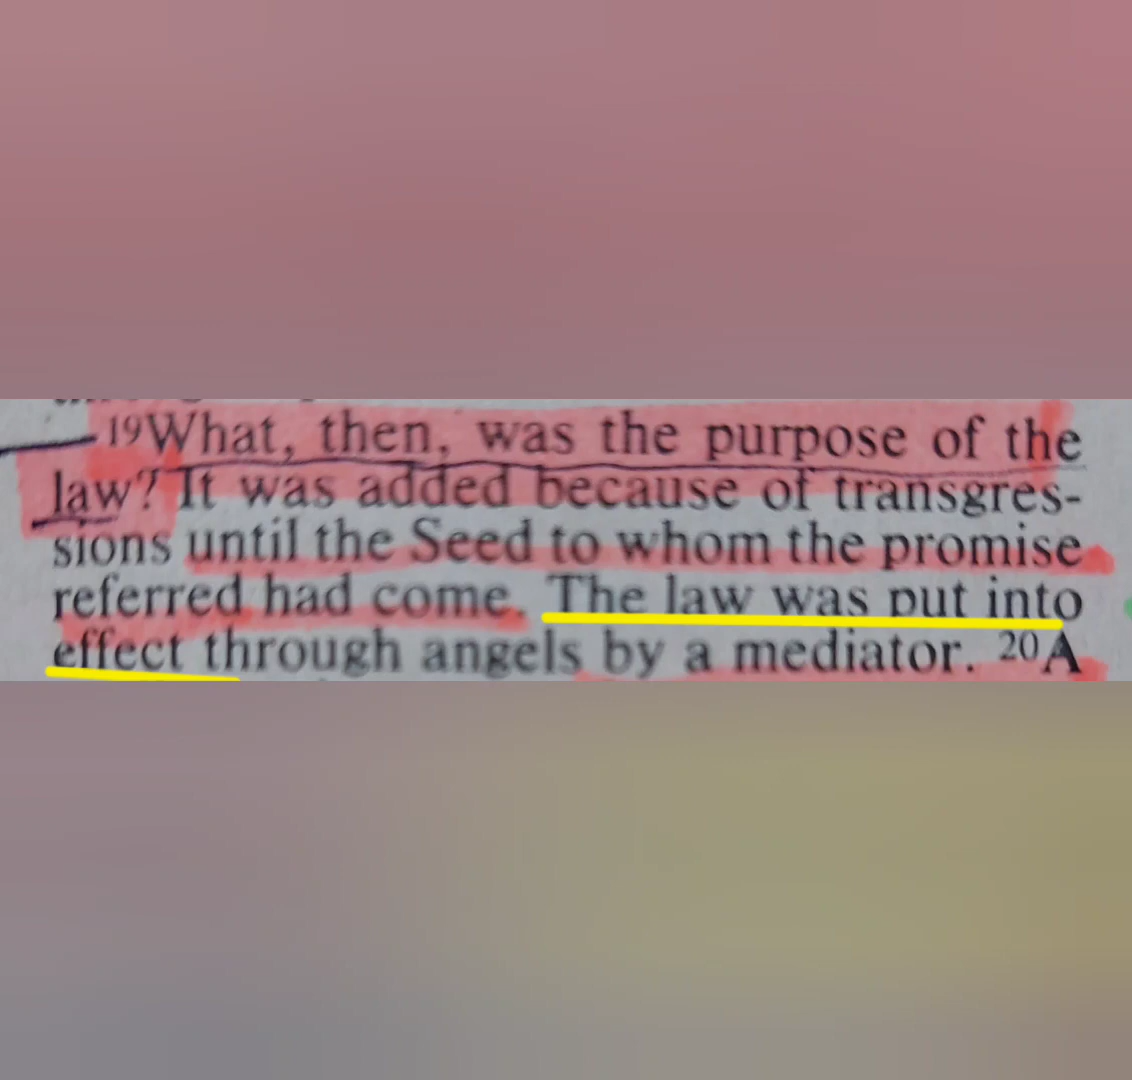 19What, then, was the purpose of the
law? It was added because of transgres-
sions until the Seed to whom the promise
referred had come. The law was put into
effect through angels by a mediator. 20A